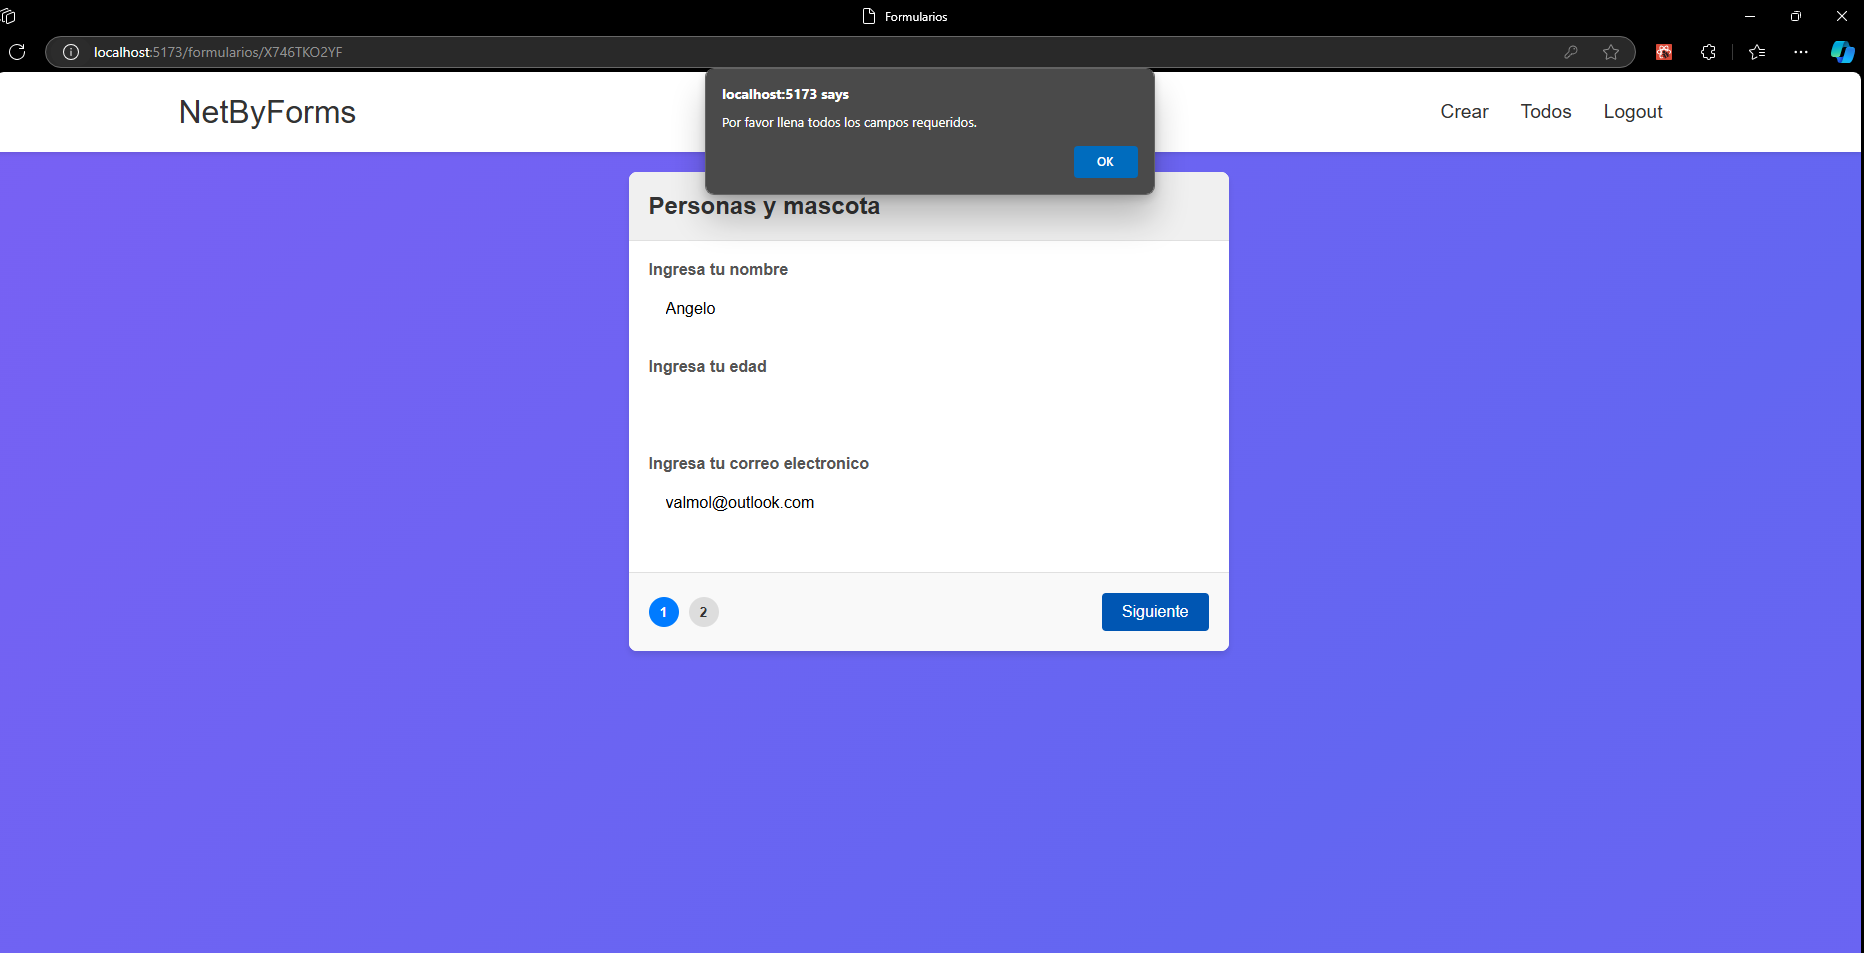 Formularios
localhost:5173/formularios/X746TKO2YF
localhost:5173 says
Por favor llena todos los campos requeridos.
OK
NetByForms
Crear
Todos
Logout
Personas y mascota
Ingresa tu nombre
Angelo
Ingresa tu edad
Ingresa tu correo electronico
valmol@outlook.com
1
2
Siguiente